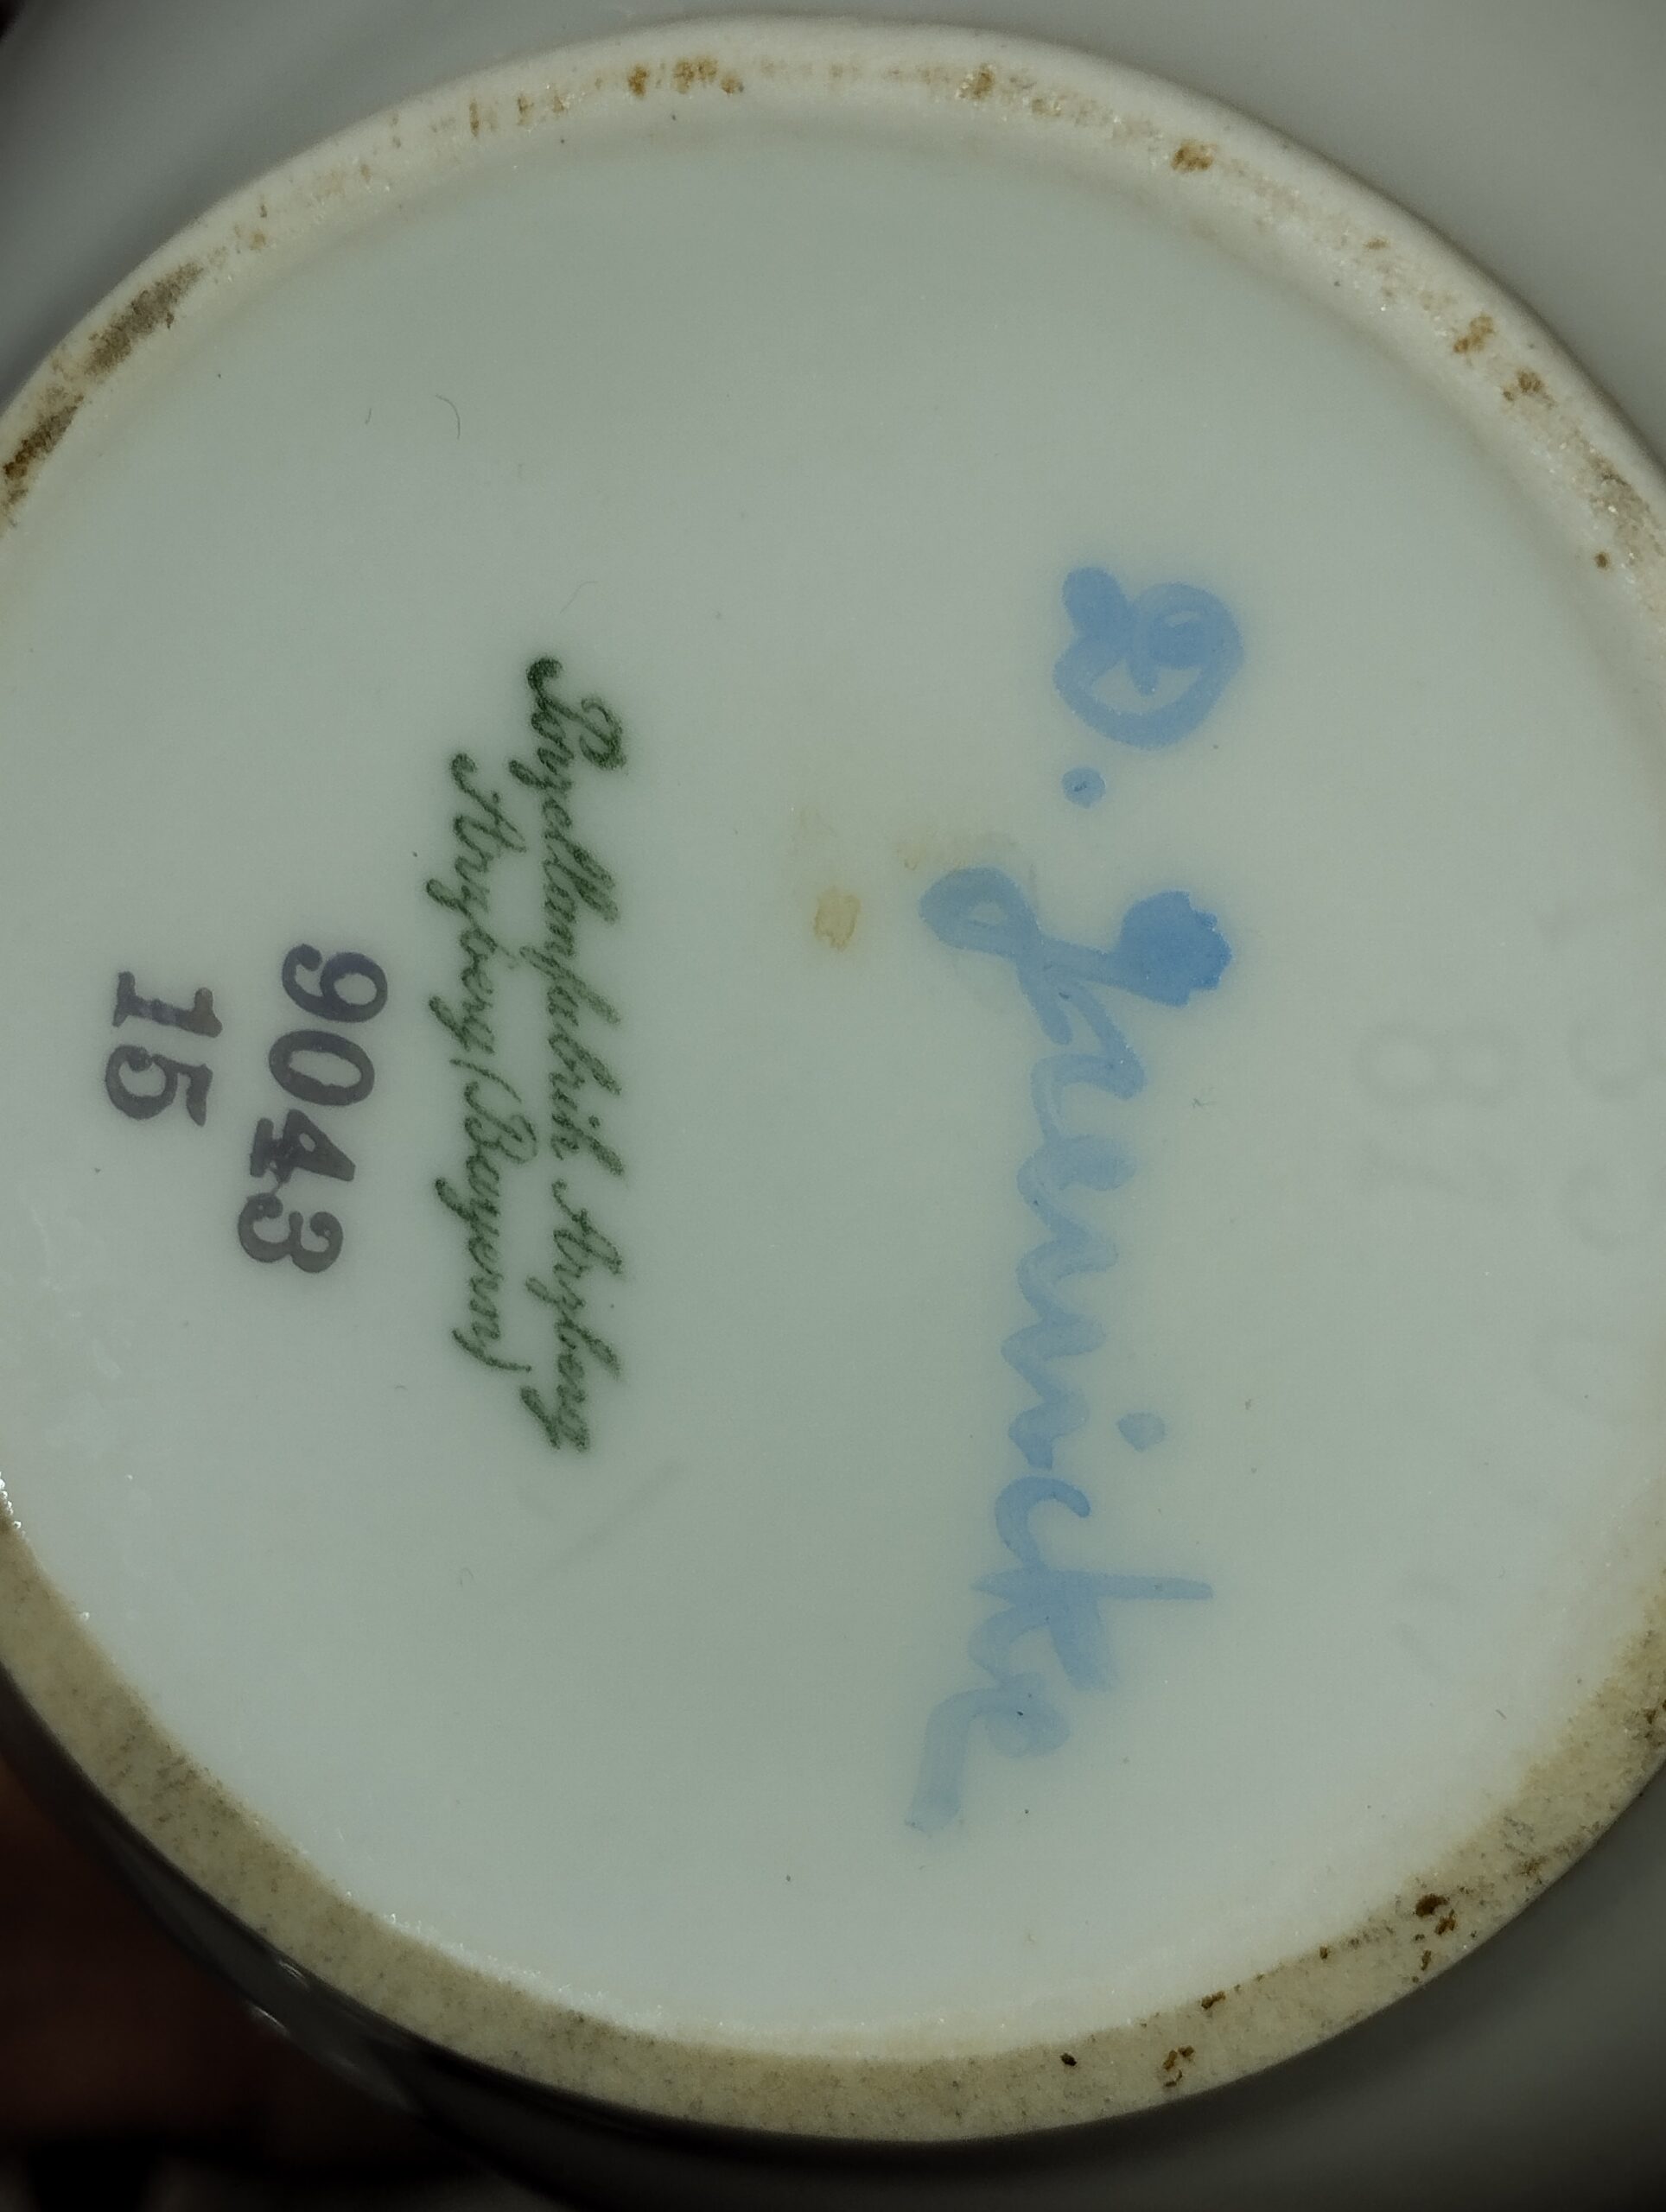 D.
Porzellanfabrik Arzberg
Arzberg (Bayern)
9043
15